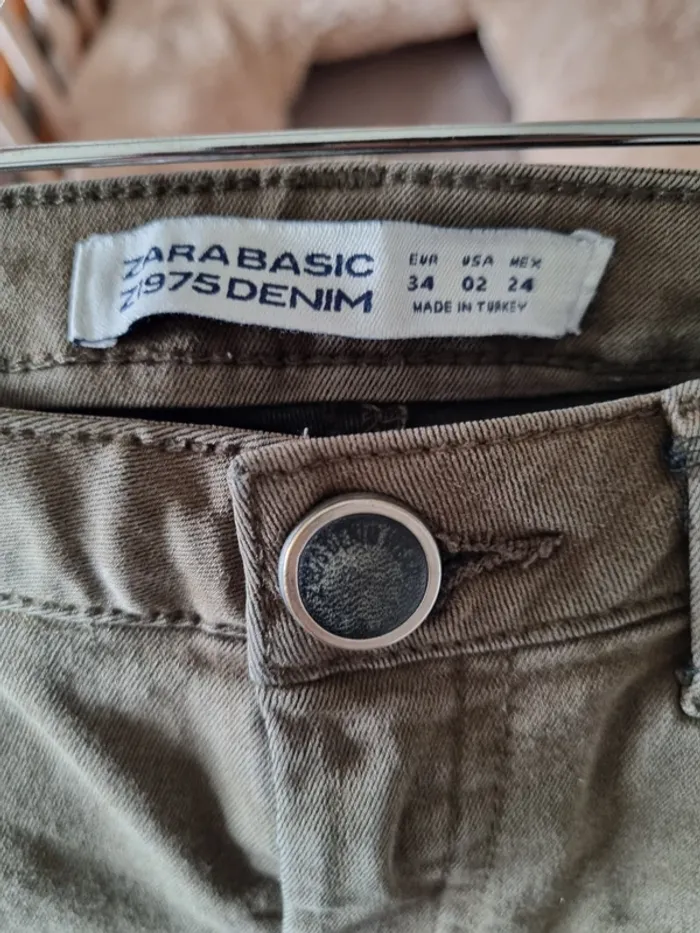 ZARA BASIC
Z1975 DENIM
EUR USA MEX
34 02 24
MADE IN TURKEY